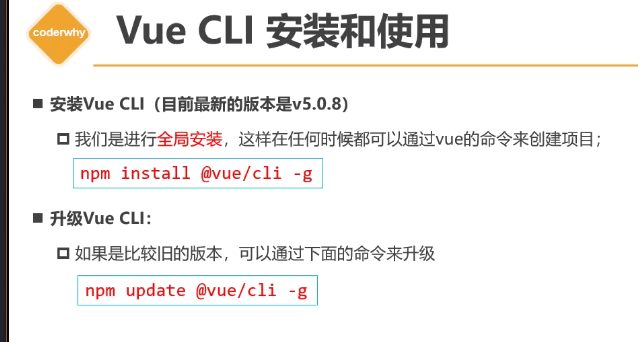 coderwhy
Vue CLI 安装和使用
■ 安装Vue CLI（目前最新的版本是v5.0.8）
我们是进行全局安装，这样在任何时候都可以通过vue的命令来创建项目；
npm install @vue/cli -g
■ 升级Vue CLI：
如果是比较旧的版本，可以通过下面的命令来升级
npm update @vue/cli -g